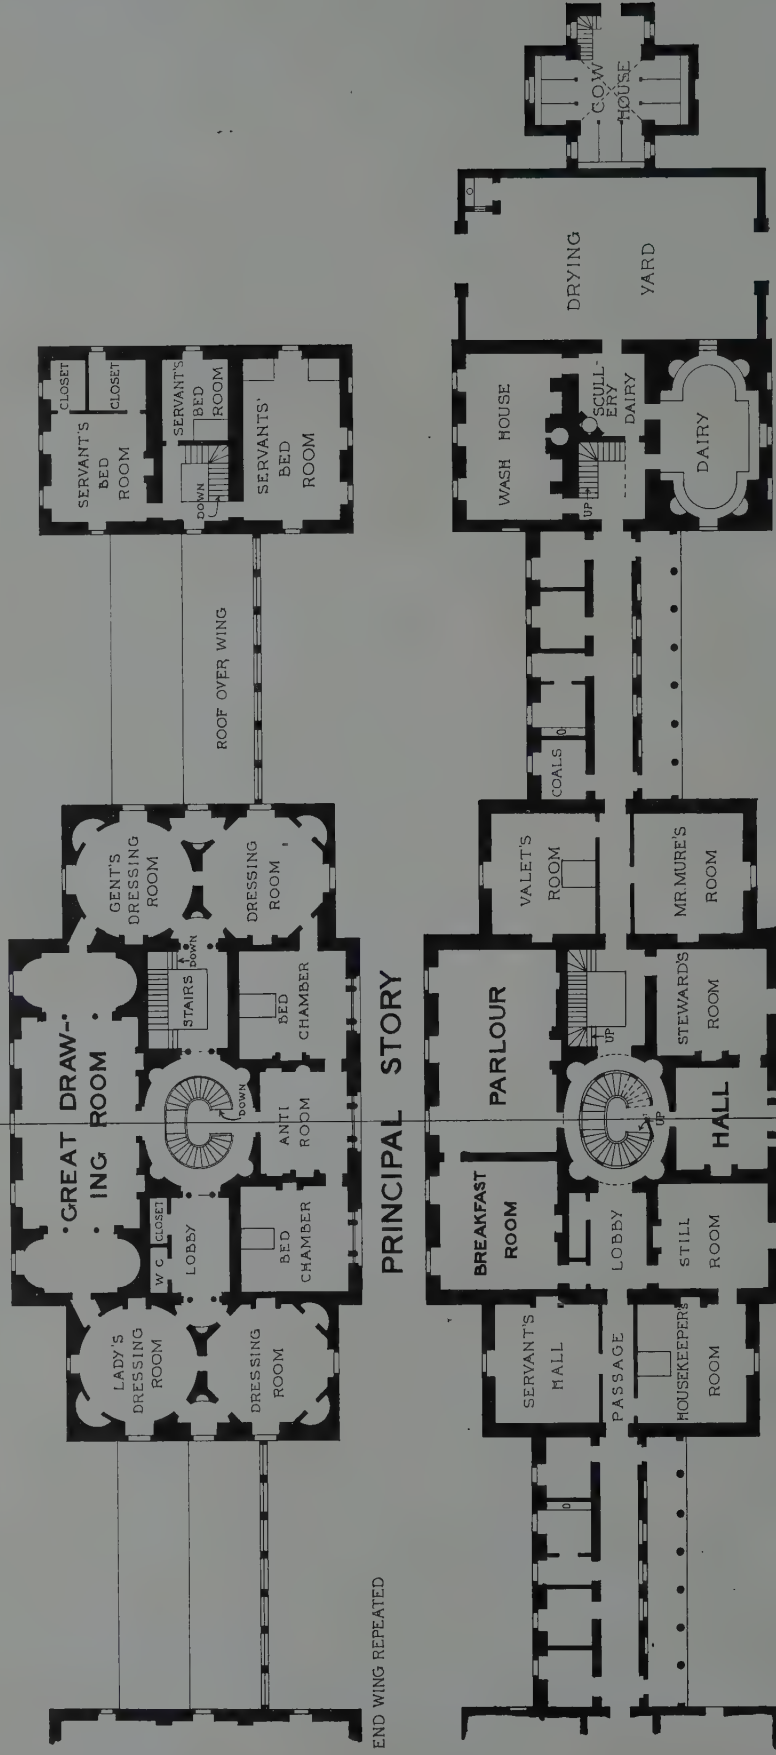 SERVANT'S
BED
ROOM
CLOSET
CLOSET
SERVANT'S
BED
ROOM
DOWN
SERVANTS'
BED
ROOM
ROOF OVER WING
GENT'S
DRESSING
ROOM
DRESSING
ROOM
GREAT DRAW-
ING ROOM
STAIRS
DOWN
BED
CHAMBER
DOWN
ANTI
ROOM
W C
CLOSET
LOBBY
BED
CHAMBER
LADY'S
DRESSING
ROOM
DRESSING
ROOM
END WING REPEATED
PRINCIPAL STORY
COW
HOUSE
DRYING
YARD
WASH HOUSE
SCULL-
ERY
DAIRY
UP
DAIRY
COALS
VALET'S
ROOM
MR. MURE'S
ROOM
PARLOUR
UP
STEWARD'S
ROOM
UP
HALL
BREAKFAST
ROOM
LOBBY
STILL
ROOM
SERVANT'S
HALL
PASSAGE
HOUSEKEEPER'S
ROOM